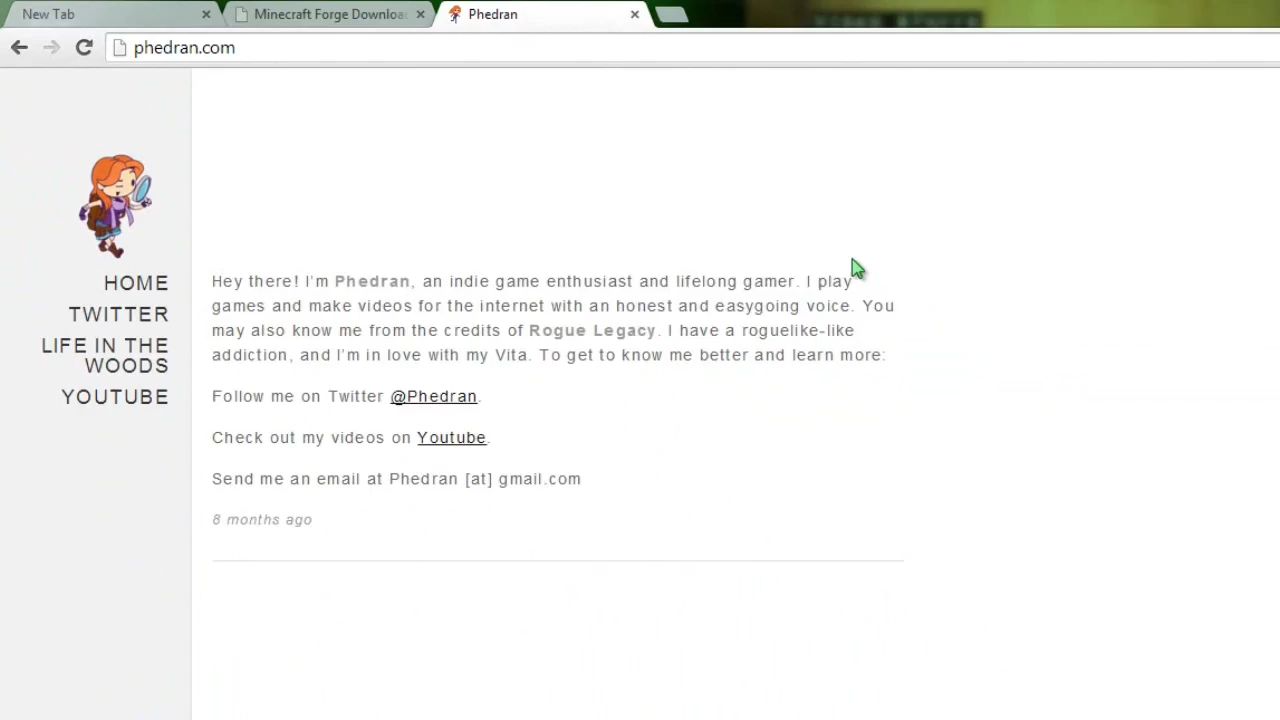 New Tab
Minecraft Forge Downloa
Phedran
phedran.com
HOME
TWITTER
LIFE IN THE
WOODS
YOUTUBE
Hey there! I'm Phedran, an indie game enthusiast and lifelong gamer. I play
games and make videos for the internet with an honest and easygoing voice. You
may also know me from the credits of Rogue Legacy. I have a roguelike-like
addiction, and I'm in love with my Vita. To get to know me better and learn more:
Follow me on Twitter @Phedran.
Check out my videos on Youtube.
Send me an email at Phedran [at] gmail.com
8 months ago